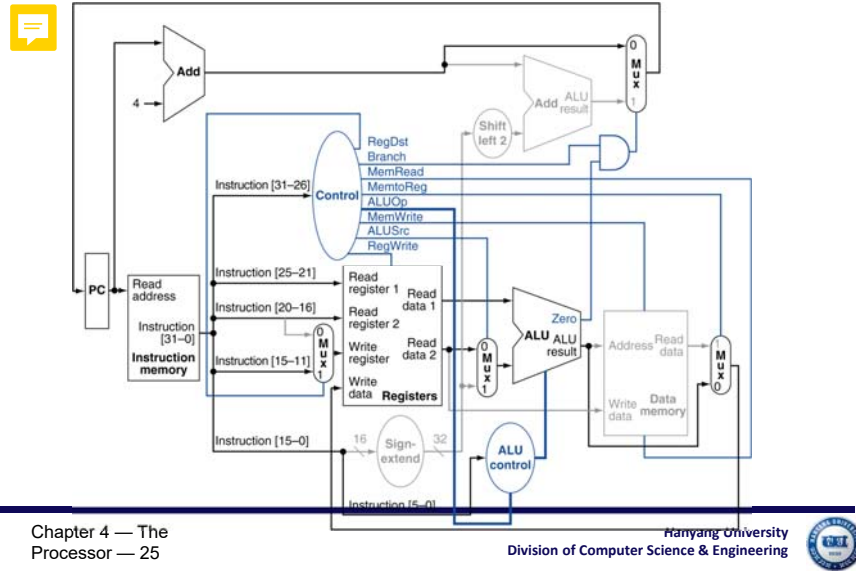 Add
4
0
Mux
1
Add ALU
result
Shift
left 2
RegDst
Branch
MemRead
MemtoReg
ALUOp
MemWrite
ALUSrc
RegWrite
Control
Instruction [31–26]
Instruction [25–21]
Instruction [20–16]
Instruction [15–11]
Instruction [15–0]
Instruction [5–0]
PC
Read
address
Instruction
[31–0]
Instruction
memory
0
Mux
1
Read
register 1
Read
data 1
Read
register 2
Write
register
Read
data 2
Write
data
Registers
0
Mux
1
Zero
ALU
ALU
result
Address
Read
data
Write
data
Data
memory
1
Mux
0
16
Sign-
extend
32
ALU
control
Chapter 4 — The
Processor — 25
Hanyang University
Division of Computer Science & Engineering